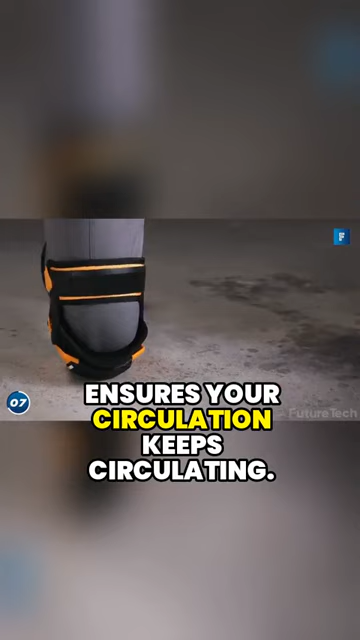 F
07
ENSURES YOUR
CIRCULATION
KEEPS
CIRCULATING.
FutureTech